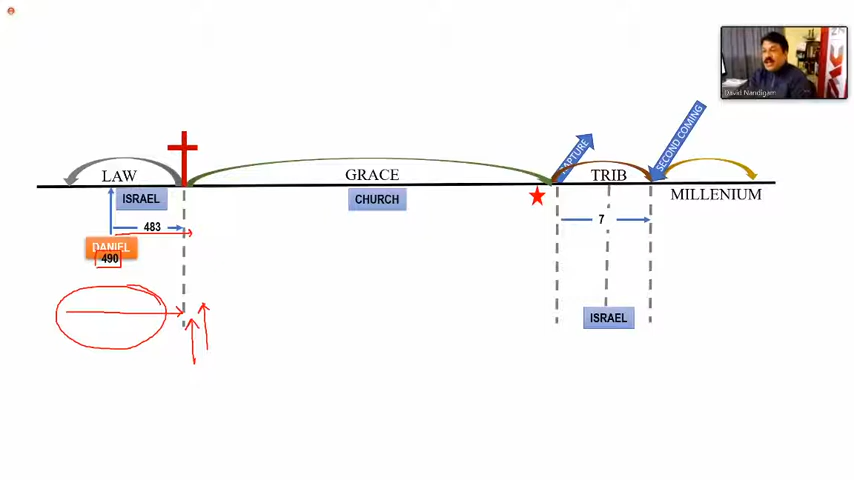 David Nandigam
RAPTURE
SECOND COMING
LAW
GRACE
TRIB
MILLENIUM
ISRAEL
CHURCH
483
7
DANIEL
490
ISRAEL